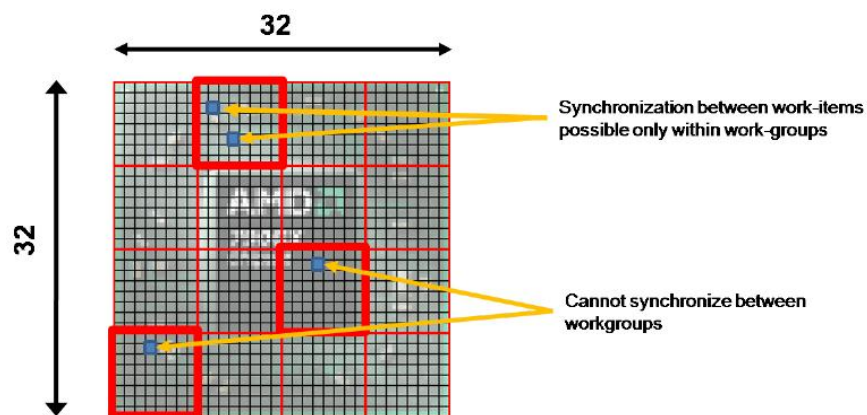 32
32
Synchronization between work-items
possible only within work-groups
AMD
Cannot synchronize between
workgroups